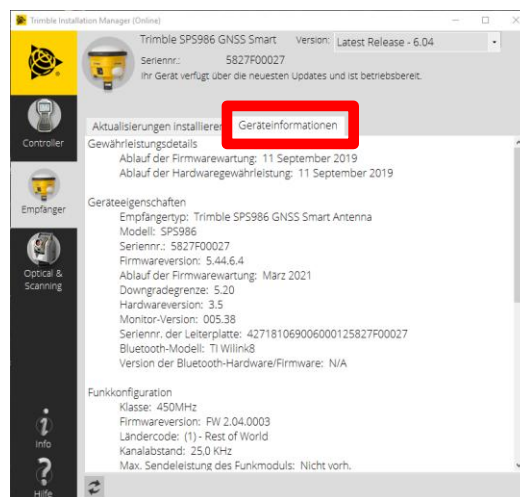 Trimble Installation Manager (Online)
Trimble SPS986 GNSS Smart Version: Latest Release - 6.04
Seriennr.: 5827F00027
Ihr Gerät verfügt über die neuesten Updates und ist betriebsbereit.
Controller
Empfänger
Optical &
Scanning
Info
Hilfe
Aktualisierungen installieren Geräteinformationen
Gewährleistungsdetails
Ablauf der Firmwarewartung: 11 September 2019
Ablauf der Hardwaregewährleistung: 11 September 2019
Geräteeigenschaften
Empfängertyp: Trimble SPS986 GNSS Smart Antenna
Modell: SPS986
Seriennr.: 5827F00027
Firmwareversion: 5.44.6.4
Ablauf der Firmwarewartung: März 2021
Downgradegrenze: 5.20
Hardwareversion: 3.5
Monitor-Version: 005.38
Seriennr. der Leiterplatte: 427181069006000125827F00027
Bluetooth-Modell: TI Wilink8
Version der Bluetooth-Hardware/Firmware: N/A
Funkkonfiguration
Klasse: 450MHz
Firmwareversion: FW 2.04.0003
Ländercode: (1) - Rest of World
Kanalabstand: 25,0 KHz
Max. Sendeleistung des Funkmoduls: Nicht vorh.